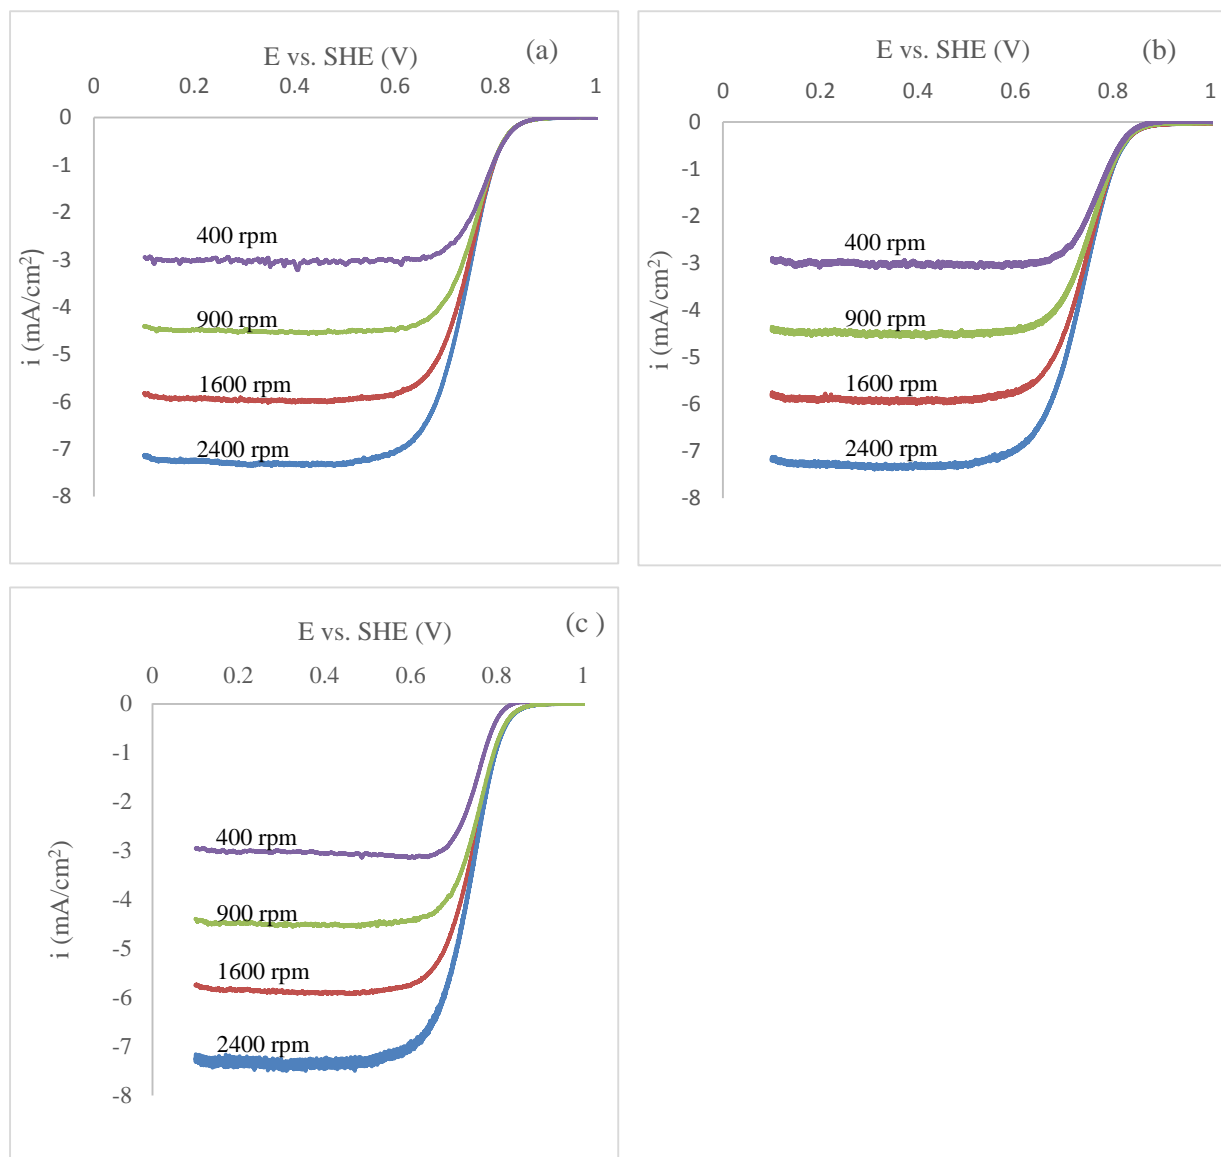 E vs. SHE (V)
(a)
0 0.2 0.4 0.6 0.8 1
0
-1
-2
-3
-4
-5
-6
-7
-8
i (mA/cm²)
400 rpm
900 rpm
1600 rpm
2400 rpm
E vs. SHE (V)
(b)
0 0.2 0.4 0.6 0.8 1
0
-1
-2
-3
-4
-5
-6
-7
-8
i (mA/cm²)
400 rpm
900 rpm
1600 rpm
2400 rpm
E vs. SHE (V)
(c )
0 0.2 0.4 0.6 0.8 1
0
-1
-2
-3
-4
-5
-6
-7
-8
i (mA/cm²)
400 rpm
900 rpm
1600 rpm
2400 rpm